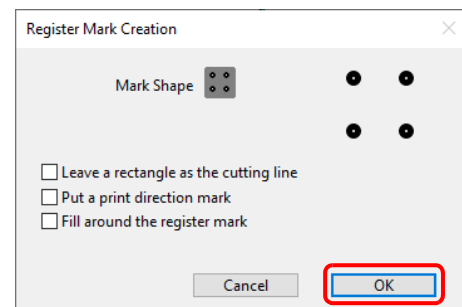 Register Mark Creation
Mark Shape
Leave a rectangle as the cutting line
Put a print direction mark
Fill around the register mark
Cancel
OK